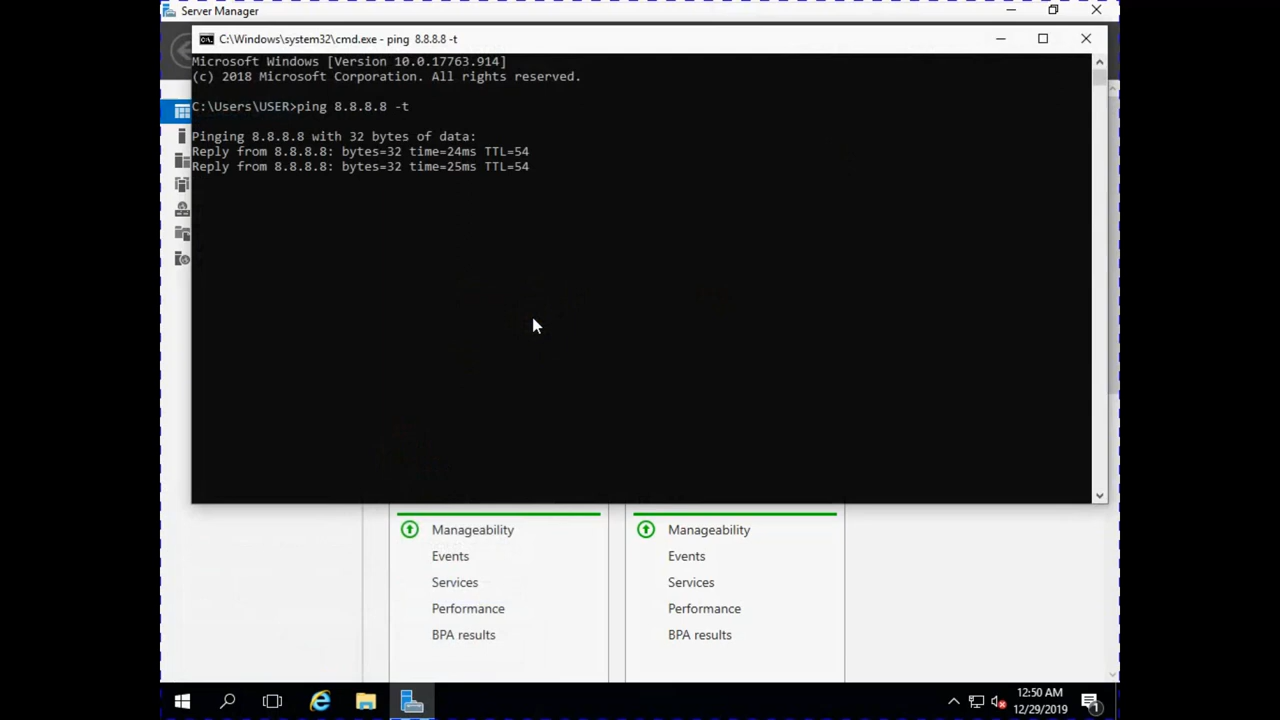 Server Manager
C:\Windows\system32\cmd.exe - ping 8.8.8.8 -t
Microsoft Windows [Version 10.0.17763.914]
(c) 2018 Microsoft Corporation. All rights reserved.
C:\Users\USER>ping 8.8.8.8 -t
Pinging 8.8.8.8 with 32 bytes of data:
Reply from 8.8.8.8: bytes=32 time=24ms TTL=54
Reply from 8.8.8.8: bytes=32 time=25ms TTL=54
Manageability
Events
Services
Performance
BPA results
Manageability
Events
Services
Performance
BPA results
12:50 AM
12/29/2019
1